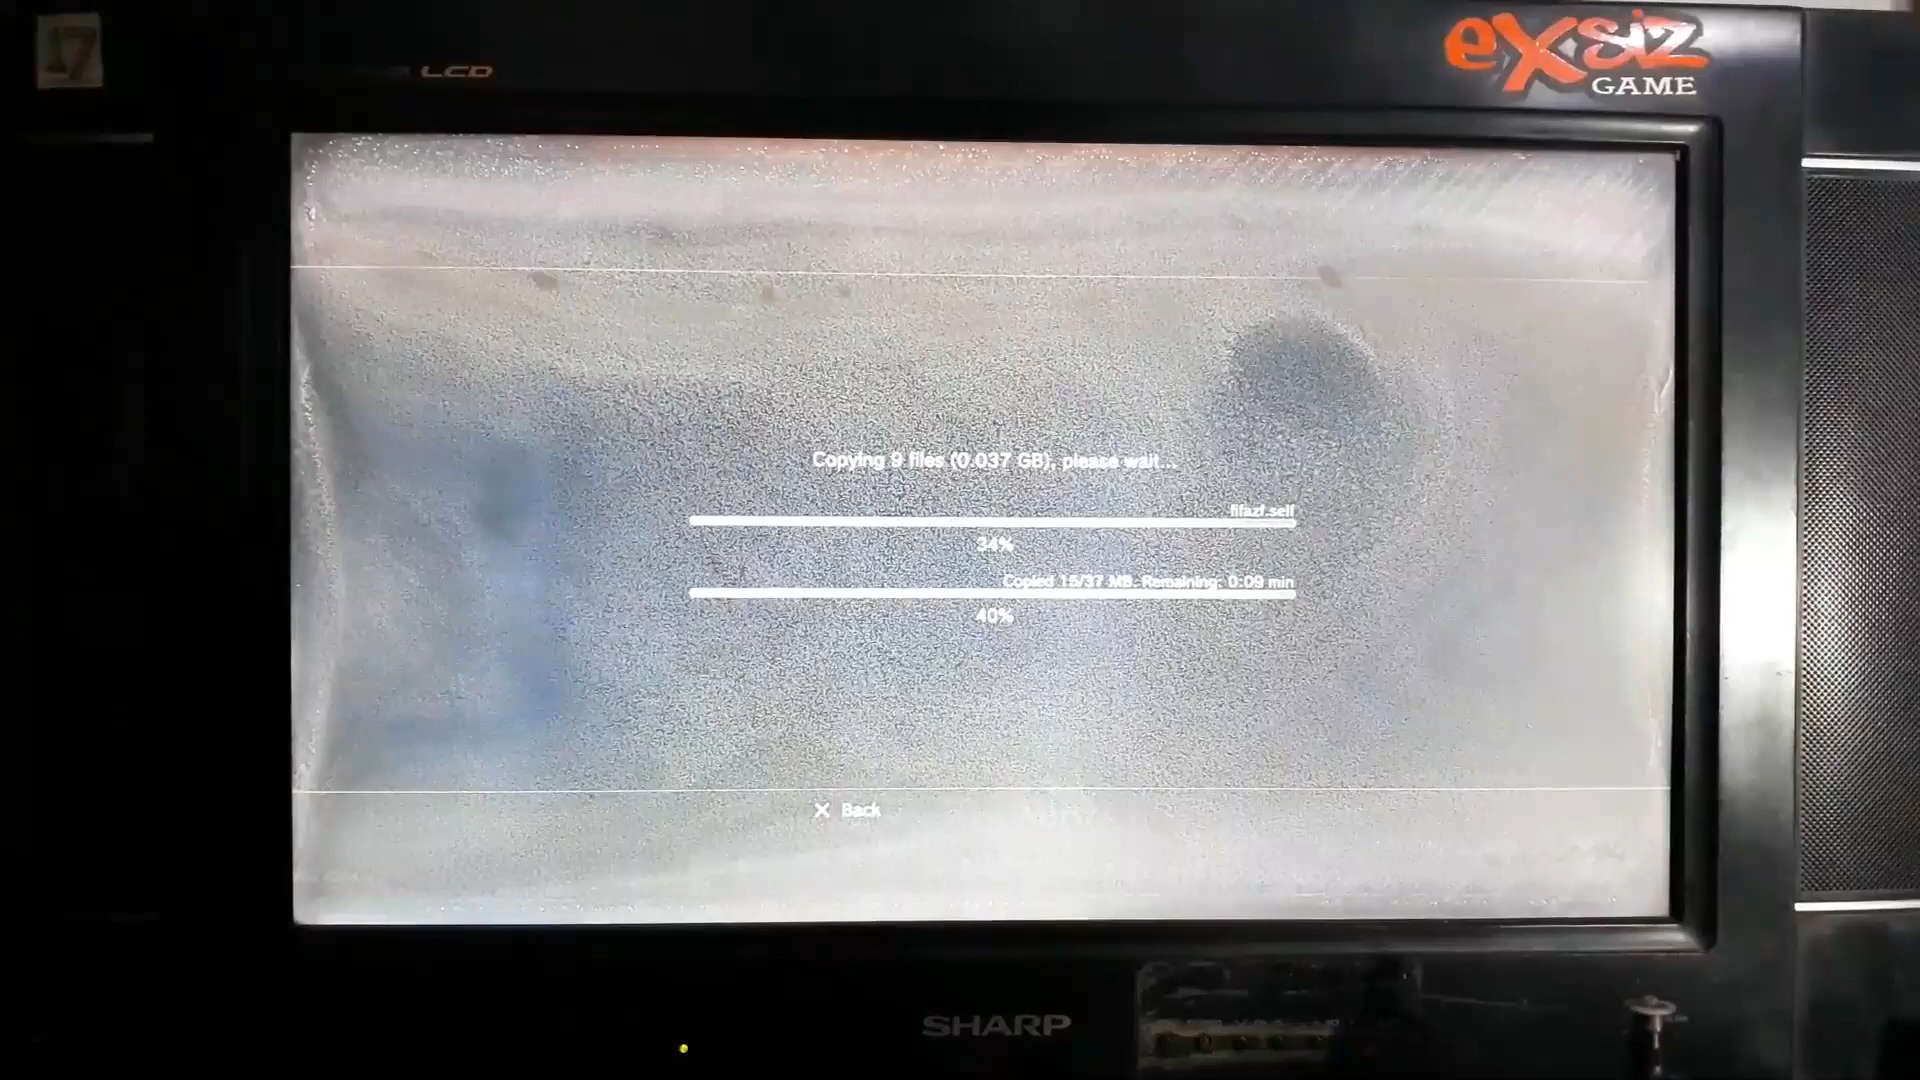 17
LCD
exsiz
GAME
Copying 9 files (0.037 GB), please wait...
fifazf.self
34%
Copied 15/37 MB. Remaining: 0:09 min
40%
X Back
SHARP